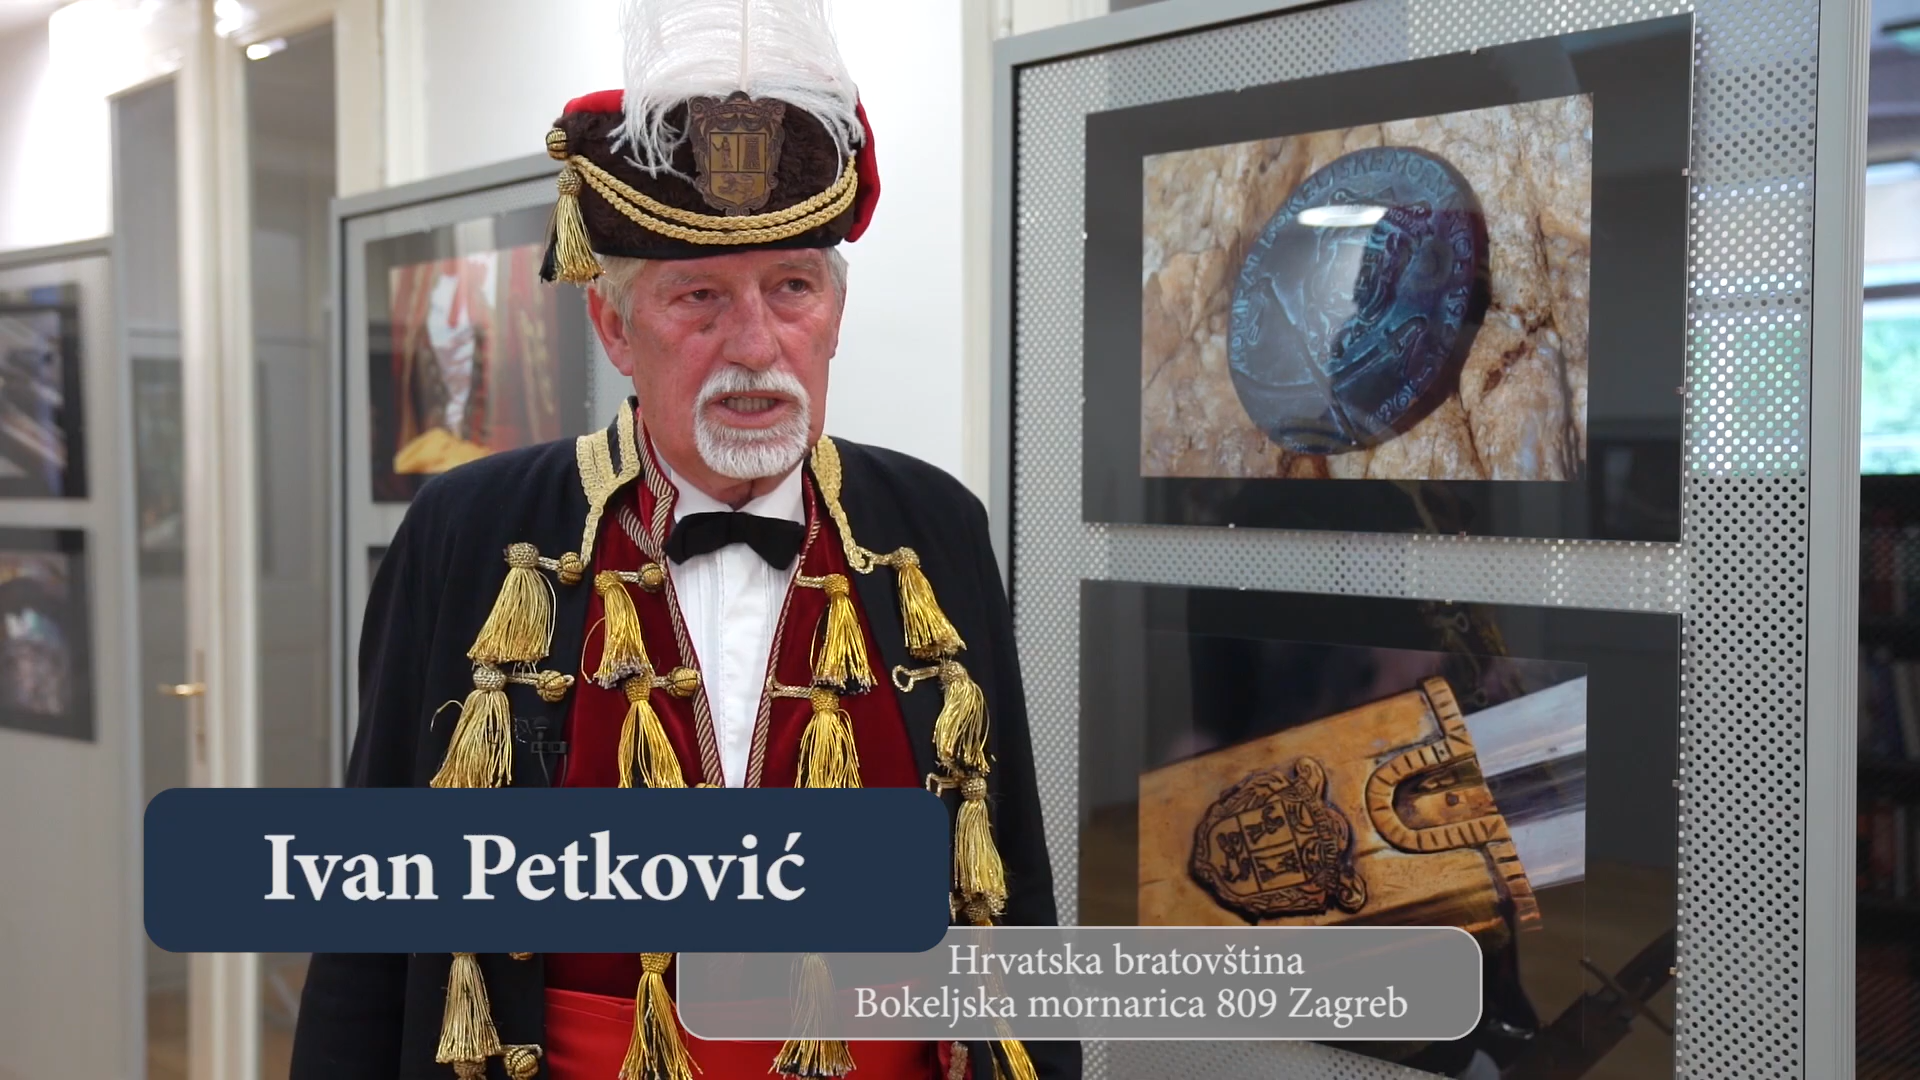 Ivan Petković
Hrvatska bratovština
Bokeljska mornarica 809 Zagreb